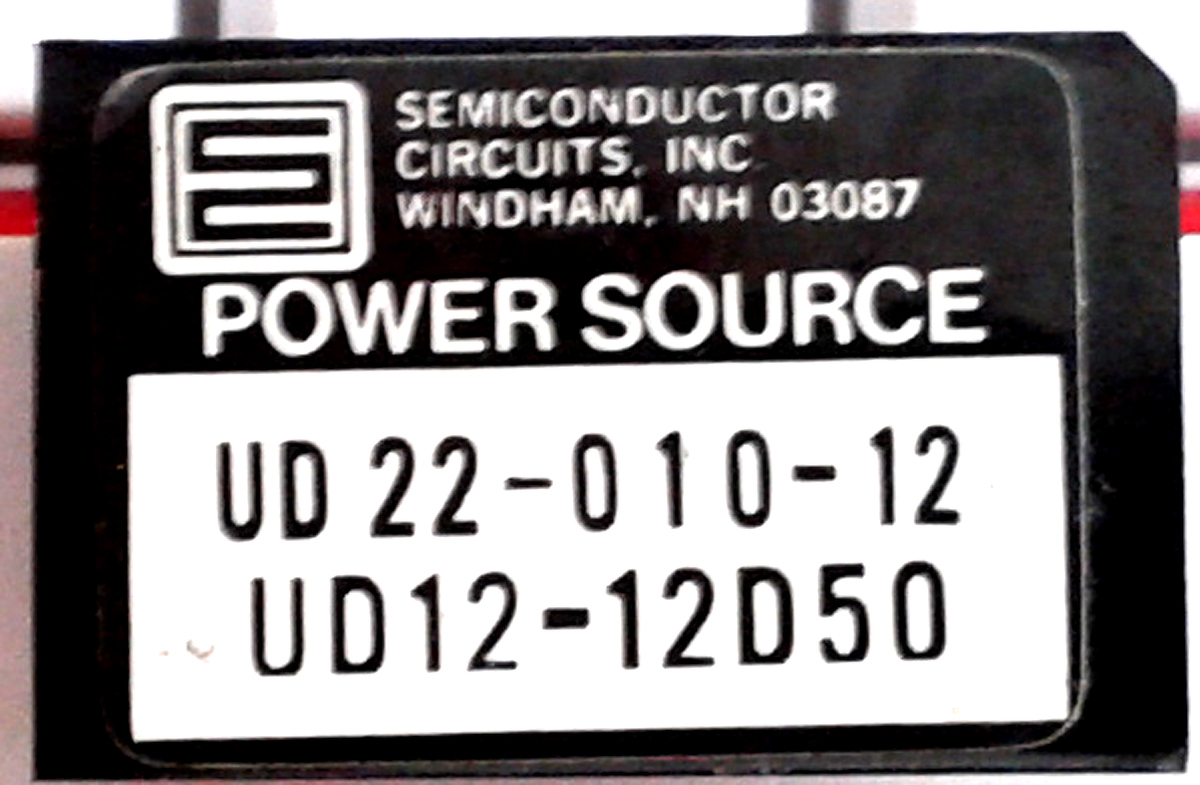 SEMICONDUCTOR
CIRCUITS, INC
WINDHAM, NH 03087
POWER SOURCE
UD 22-010-12
UD12-12D50